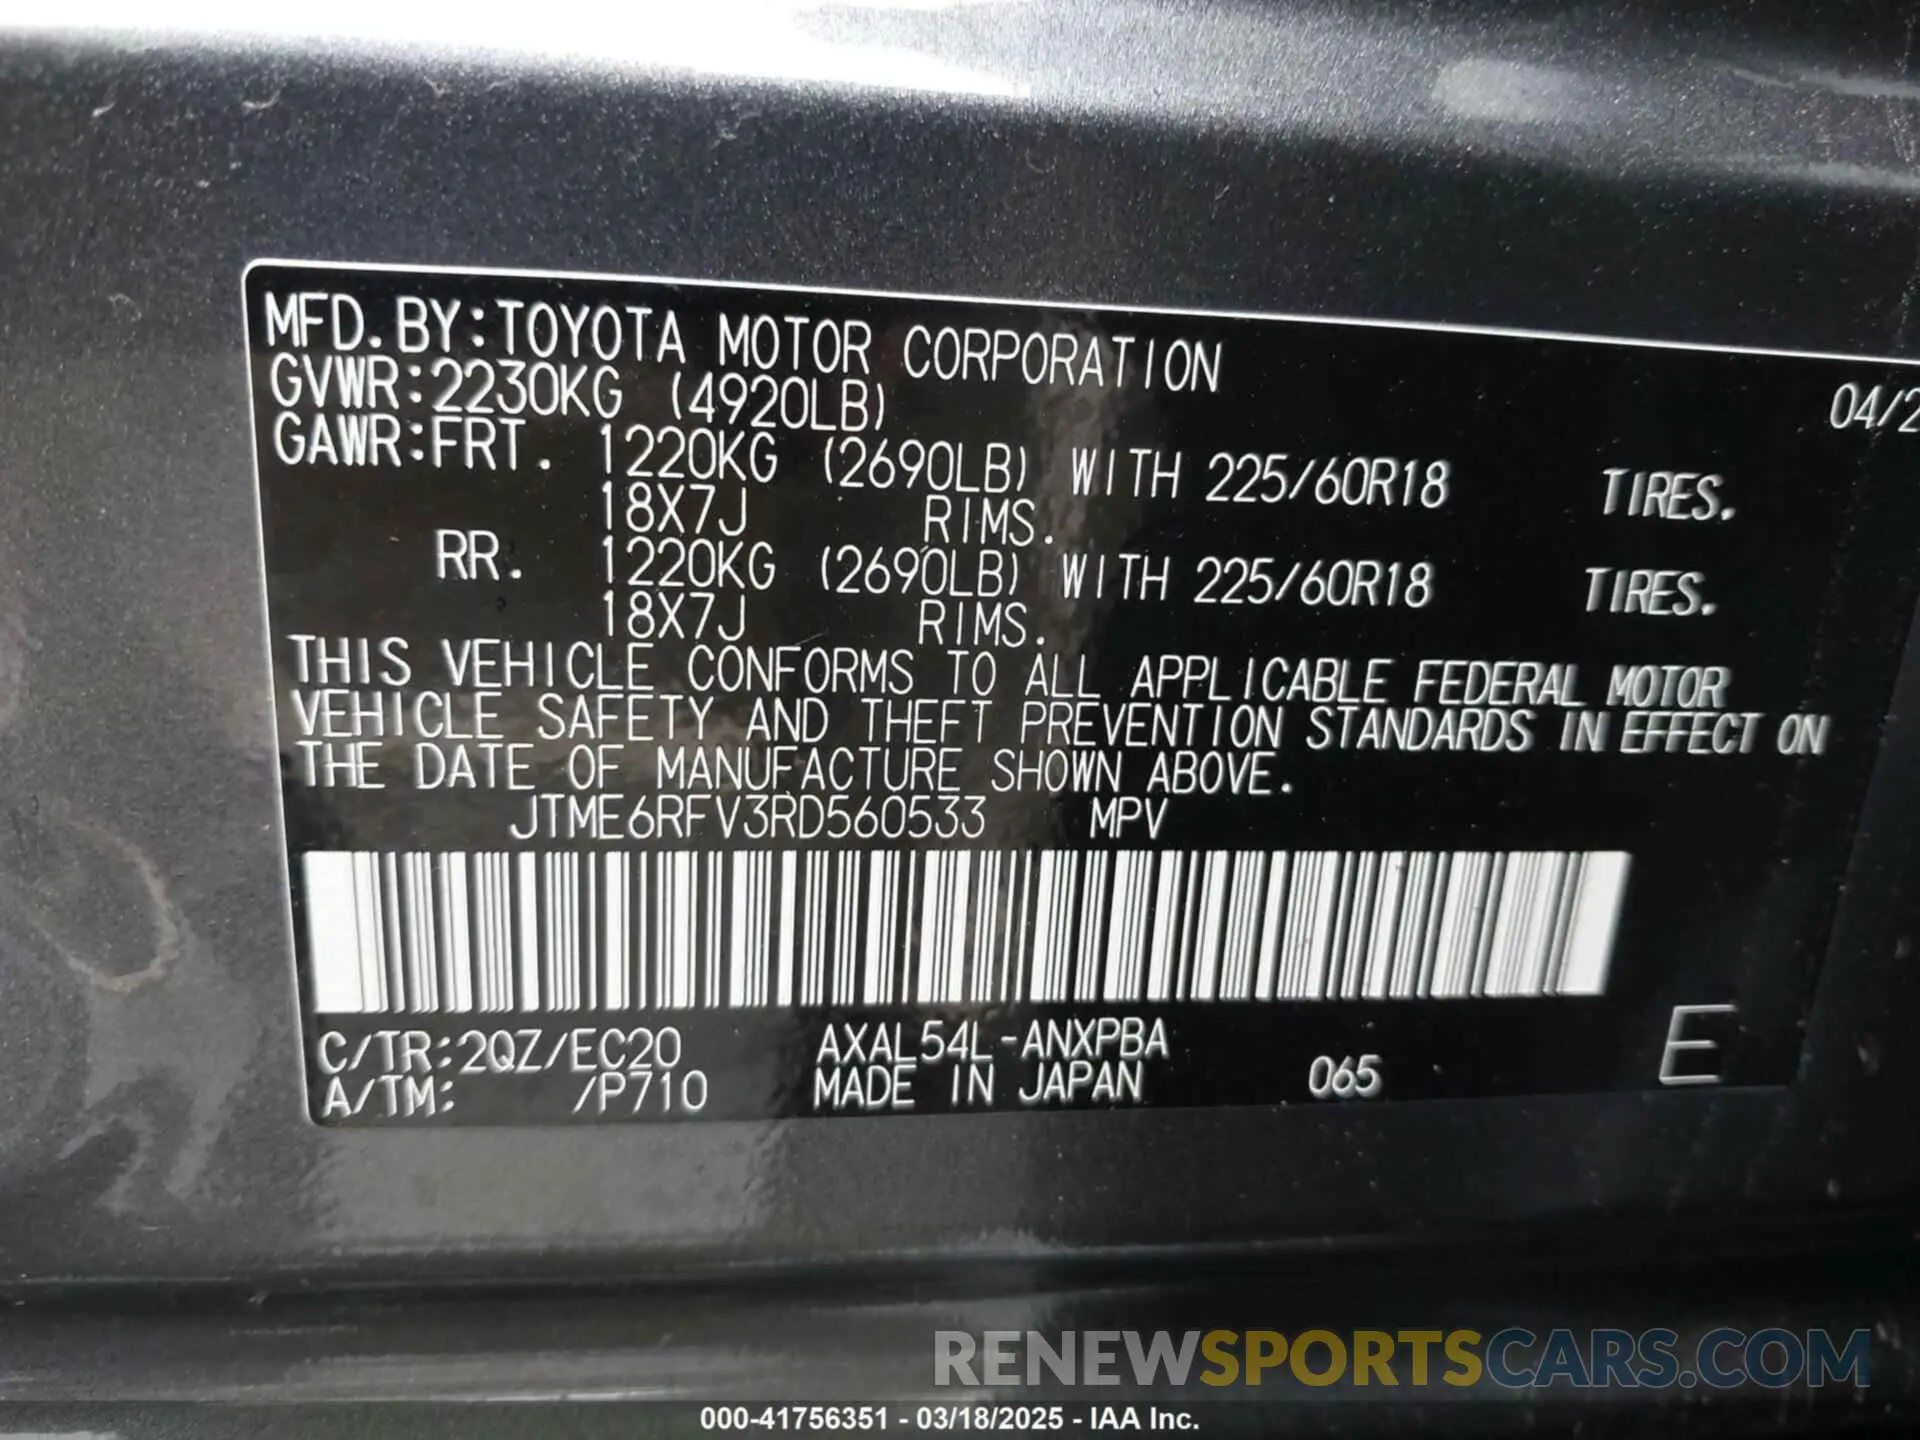 MFD. BY:TOYOTA MOTOR CORPORATION
04/2
GVWR:2230KG (4920LB)
GAWR:FRT. 1220KG (2690LB) WITH 225/60R18 TIRES.
18X7J RIMS.
RR. 1220KG (2690LB) WITH 225/60R18 TIRES.
18X7J RIMS.
THIS VEHICLE CONFORMS TO ALL APPLICABLE FEDERAL MOTOR
VEHICLE SAFETY AND THEFT PREVENTION STANDARDS IN EFFECT ON
THE DATE OF MANUFACTURE SHOWN ABOVE.
JTME6RFV3RD560533 MPV
C/TR:2QZ/EC20 AXAL54L-ANXPBA
A/TM: /P710 MADE IN JAPAN 065 E
RENEWSPORTSCARS.COM
000-41756351 - 03/18/2025 - IAA Inc.